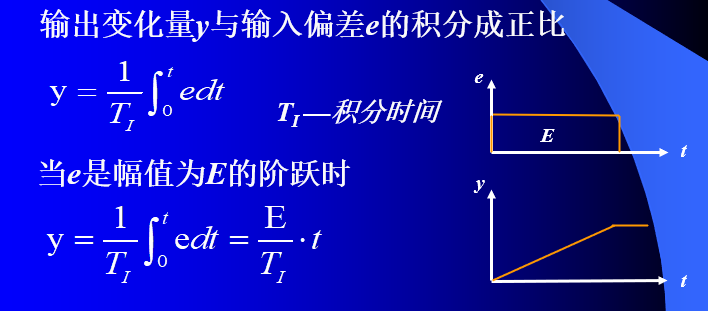 输出变化量y与输入偏差e的积分成正比
y = 1/T_I ∫_0^t edt
T_I —积分时间
当e是幅值为E的阶跃时
y = 1/T_I ∫_0^t edt = E/T_I · t
e
E
t
y
t